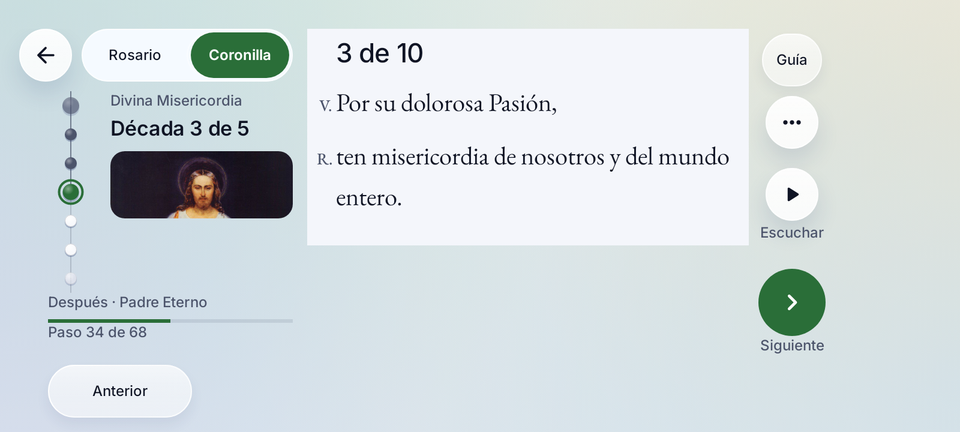 Rosario
Coronilla
Divina Misericordia
Década 3 de 5
Después · Padre Eterno
Paso 34 de 68
Anterior
3 de 10
V. Por su dolorosa Pasión,
R. ten misericordia de nosotros y del mundo
entero.
Guía
Escuchar
Siguiente